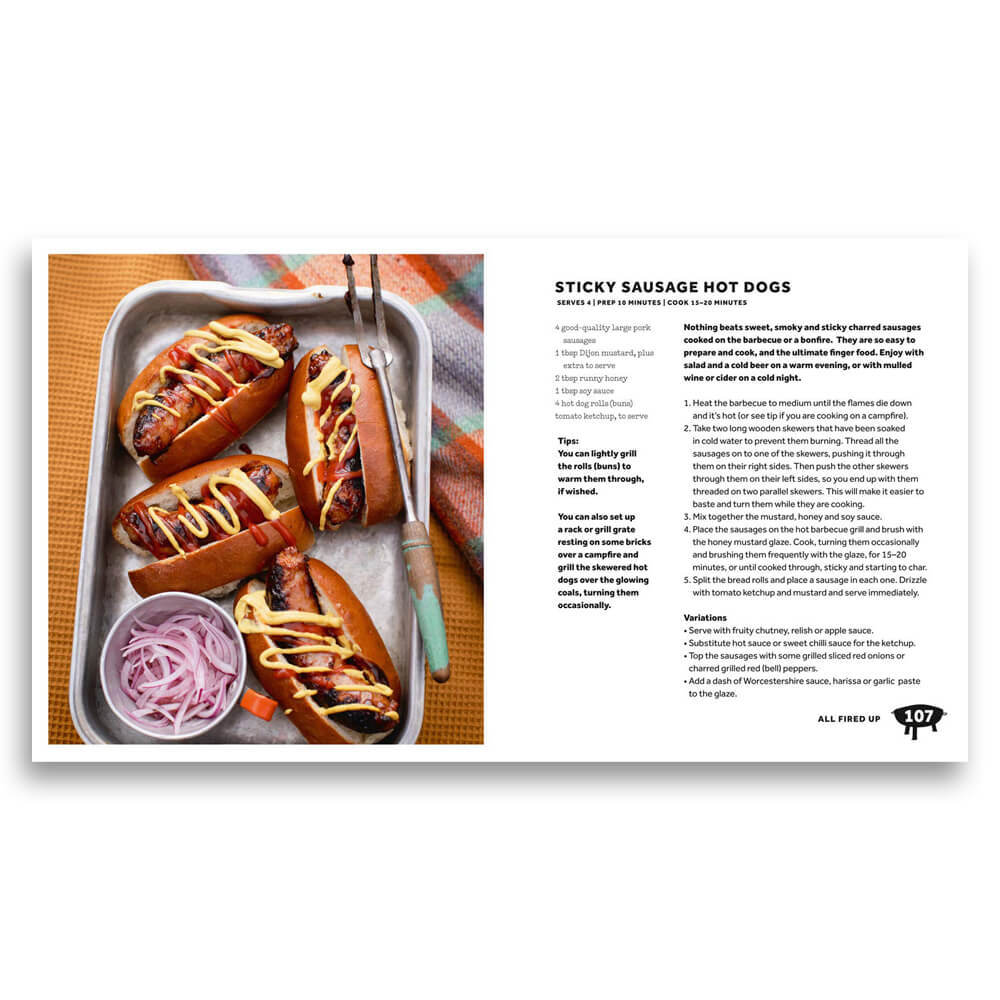 STICKY SAUSAGE HOT DOGS
SERVES 4 | PREP 10 MINUTES | COOK 15–20 MINUTES
4 good-quality large pork
sausages
1 tbsp Dijon mustard, plus
extra to serve
2 tbsp runny honey
1 tbsp soy sauce
4 hot dog rolls (buns)
tomato ketchup, to serve
Tips:
You can lightly grill
the rolls (buns) to
warm them through,
if wished.
You can also set up
a rack or grill grate
resting on some bricks
over a campfire and
grill the skewered hot
dogs over the glowing
coals, turning them
occasionally.
Nothing beats sweet, smoky and sticky charred sausages
cooked on the barbecue or a bonfire. They are so easy to
prepare and cook, and the ultimate finger food. Enjoy with
salad and a cold beer on a warm evening, or with mulled
wine or cider on a cold night.
1. Heat the barbecue to medium until the flames die down
and it's hot (or see tip if you are cooking on a campfire).
2. Take two long wooden skewers that have been soaked
in cold water to prevent them burning. Thread all the
sausages on to one of the skewers, pushing it through
them on their right sides. Then push the other skewers
through them on their left sides, so you end up with them
threaded on two parallel skewers. This will make it easier to
baste and turn them while they are cooking.
3. Mix together the mustard, honey and soy sauce.
4. Place the sausages on the hot barbecue grill and brush with
the honey mustard glaze. Cook, turning them occasionally
and brushing them frequently with the glaze, for 15–20
minutes, or until cooked through, sticky and starting to char.
5. Split the bread rolls and place a sausage in each one. Drizzle
with tomato ketchup and mustard and serve immediately.
Variations
• Serve with fruity chutney, relish or apple sauce.
• Substitute hot sauce or sweet chilli sauce for the ketchup.
• Top the sausages with some grilled sliced red onions or
charred grilled red (bell) peppers.
• Add a dash of Worcestershire sauce, harissa or garlic paste
to the glaze.
ALL FIRED UP 107